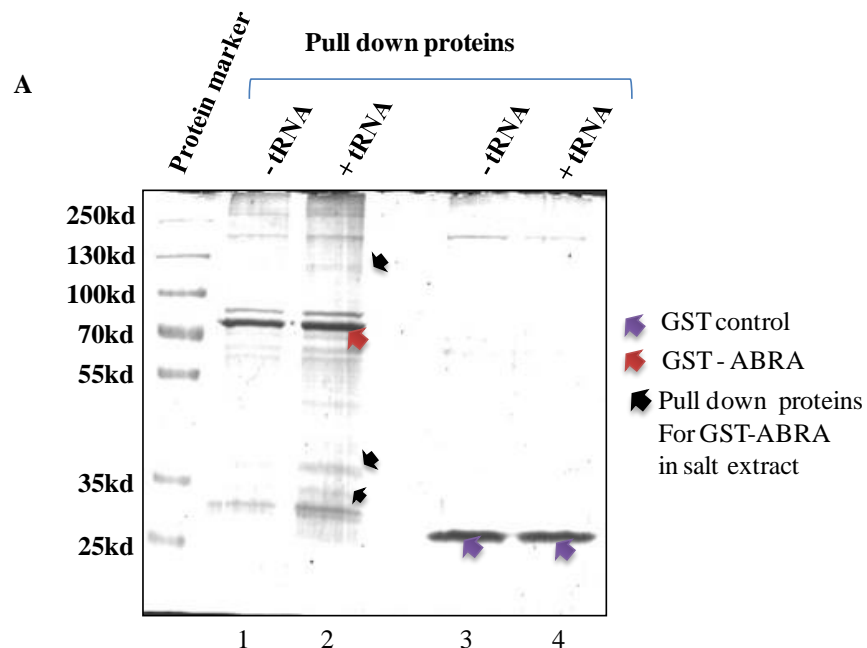 Pull down proteins
A
Protein marker
- tRNA
+ tRNA
- tRNA
+ tRNA
250kd
130kd
100kd
70kd
55kd
35kd
25kd
GST control
GST - ABRA
Pull down proteins
For GST-ABRA
in salt extract
1 2 3 4